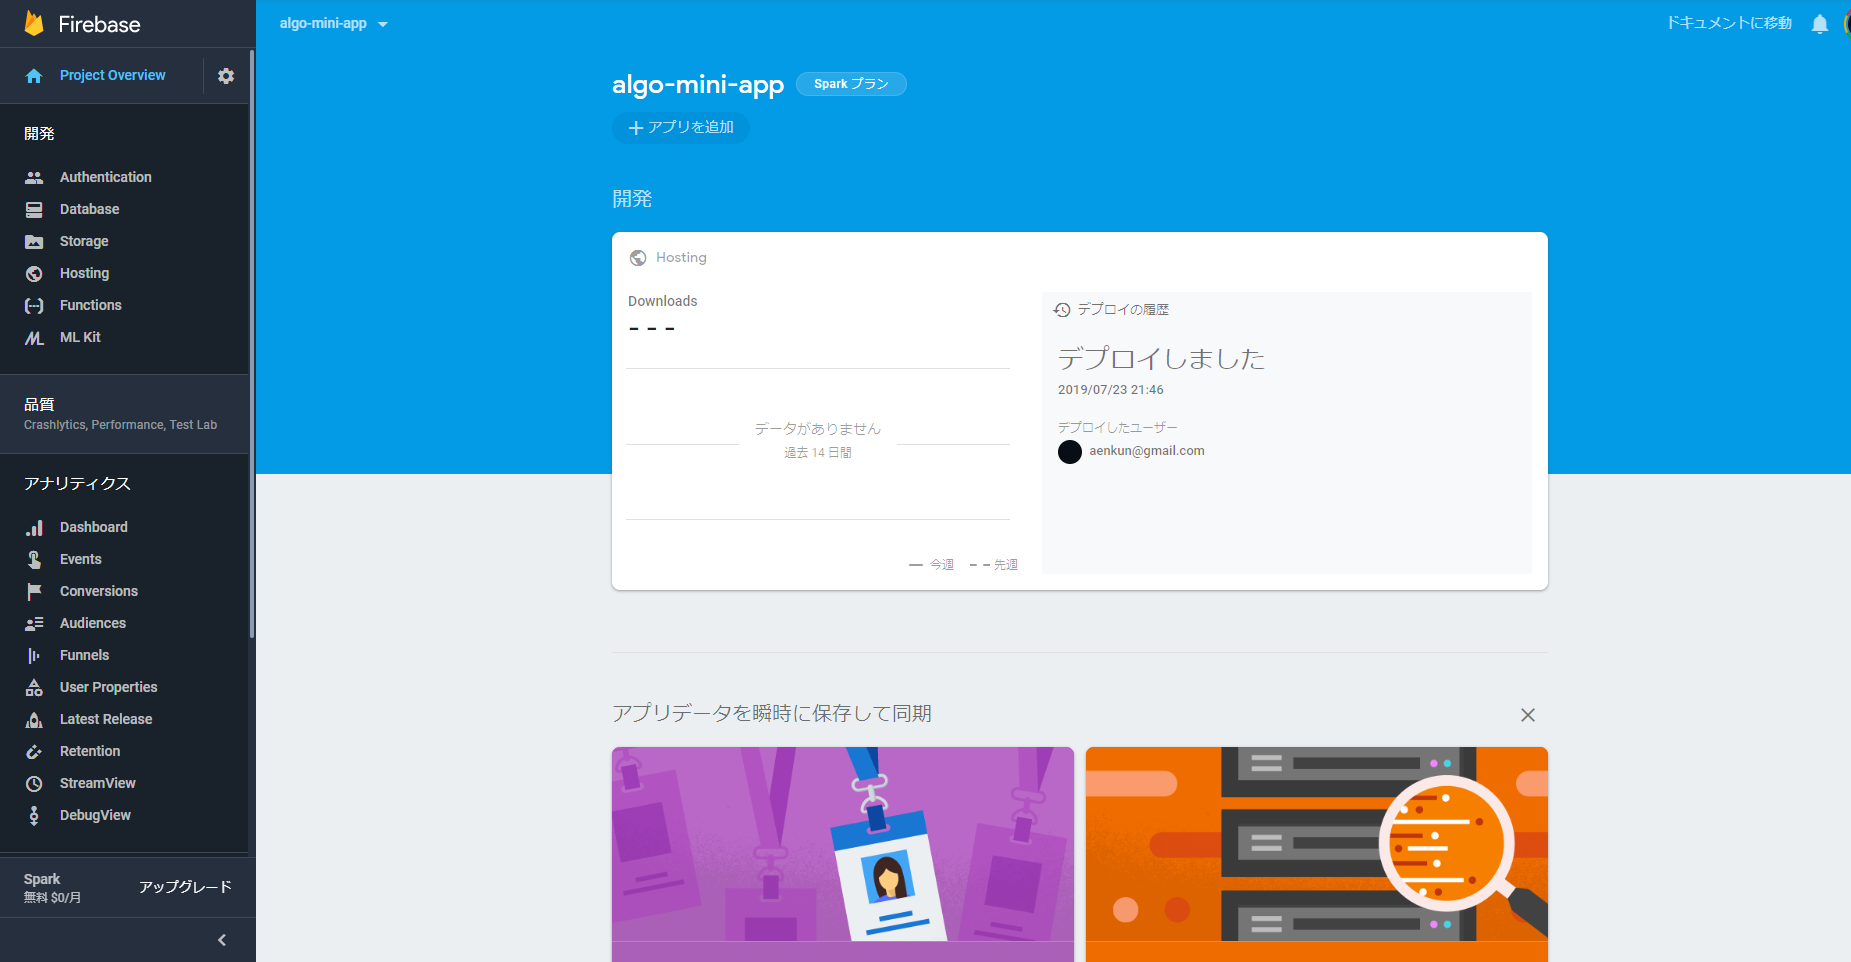 Firebase
Project Overview
開発
Authentication
Database
Storage
Hosting
Functions
ML Kit
品質
Crashlytics, Performance, Test Lab
アナリティクス
Dashboard
Events
Conversions
Audiences
Funnels
User Properties
Latest Release
Retention
StreamView
DebugView
Spark
無料 $0/月
アップグレード
algo-mini-app
ドキュメントに移動
algo-mini-app
Spark プラン
アプリを追加
開発
Hosting
Downloads
---
データがありません
過去 14 日間
今週
先週
デプロイの履歴
デプロイしました
2019/07/23 21:46
デプロイしたユーザー
aenkun@gmail.com
アプリデータを瞬時に保存して同期